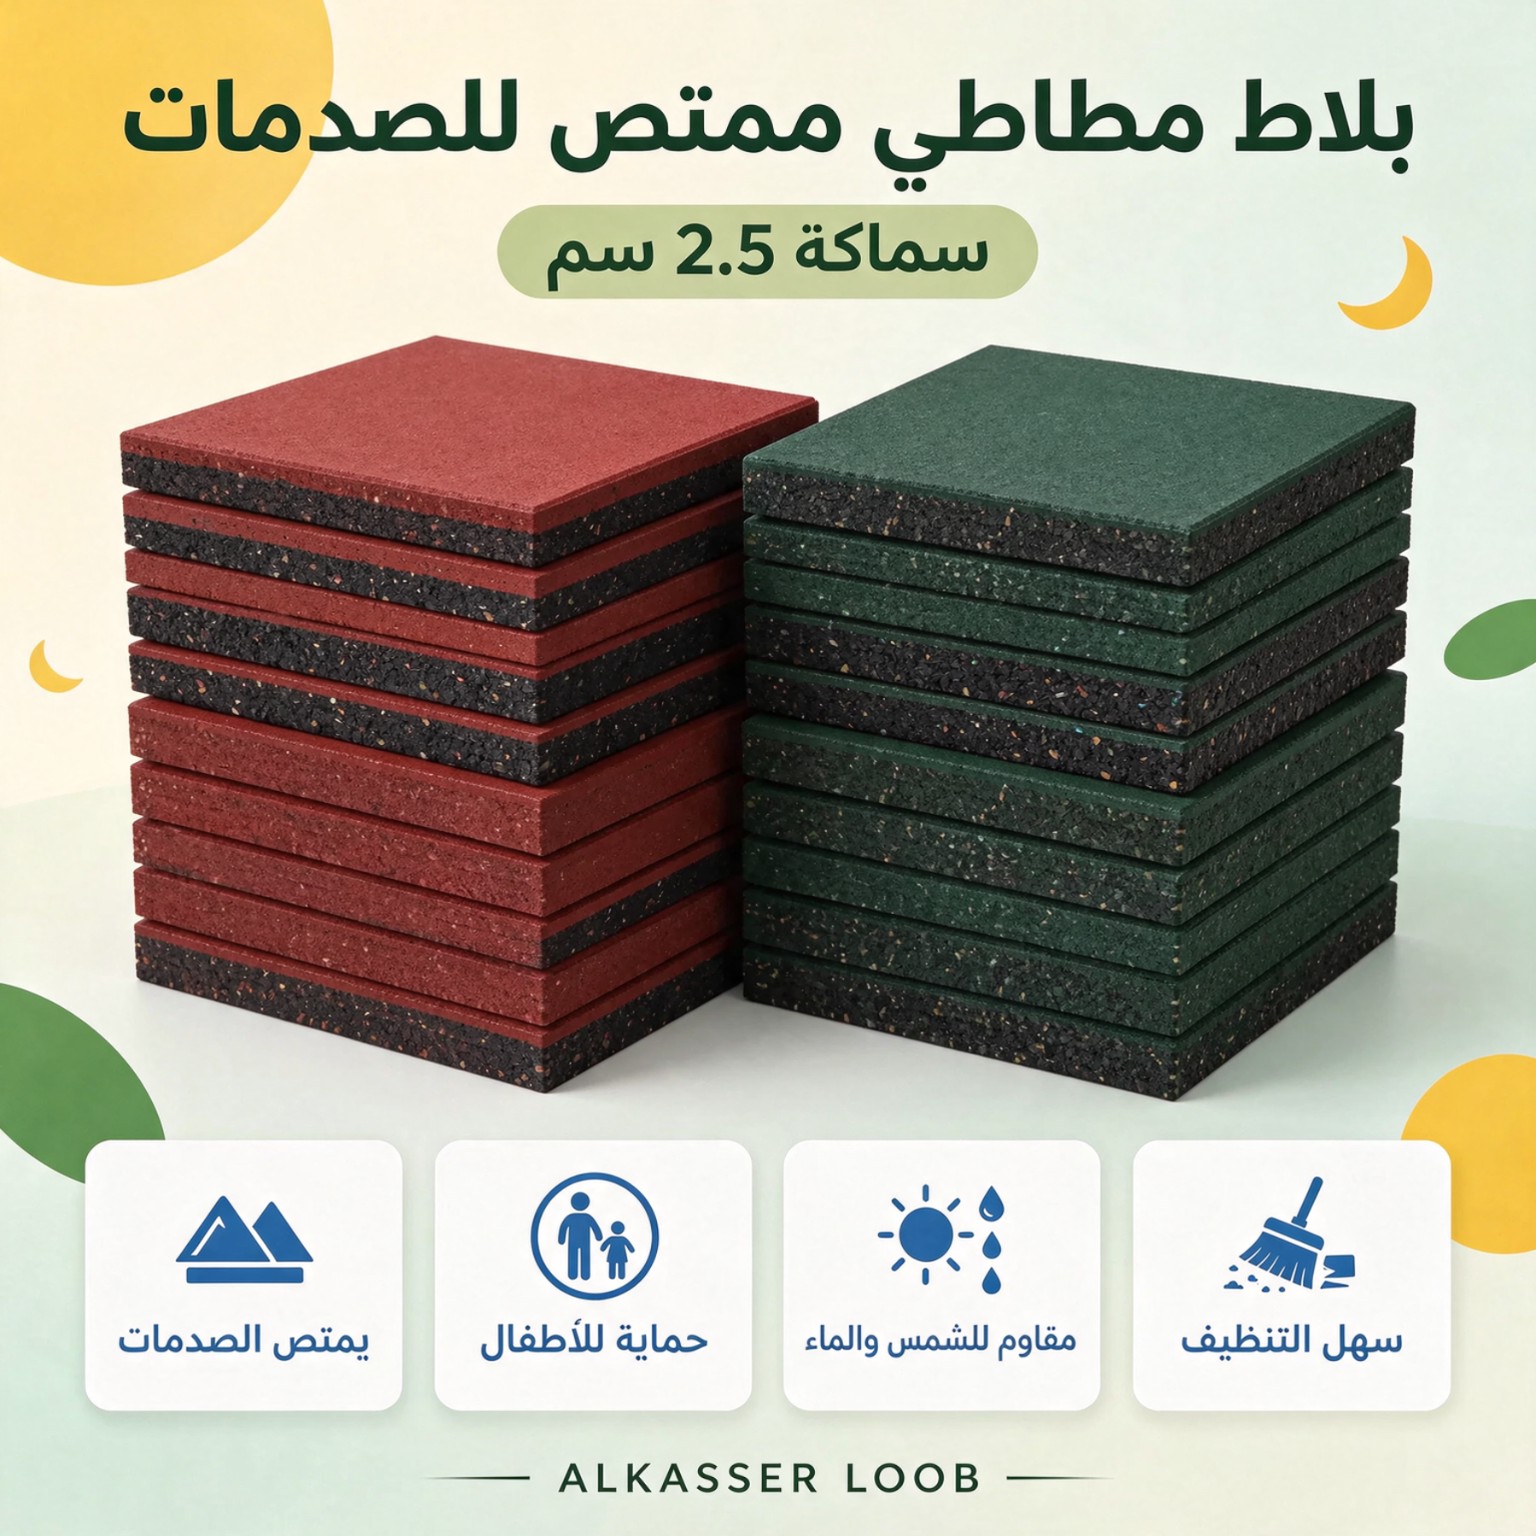 بلاط مطاطي ممتص للصدمات
سماكة 2.5 سم
سهل التنظيف
مقاوم للشمس والماء
حماية للأطفال
يمتص الصدمات
ALKASSER LOOB